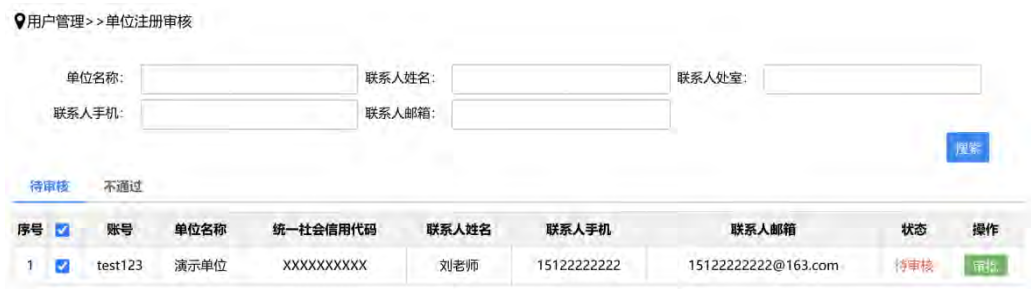 用户管理>>单位注册审核
单位名称: 联系人姓名: 联系人处室:
联系人手机: 联系人邮箱:
搜索
待审核 不通过
序号 账号 单位名称 统一社会信用代码 联系人姓名 联系人手机 联系人邮箱 状态 操作
1 test123 演示单位 XXXXXXXXXX 刘老师 15122222222 15122222222@163.com 待审核 审批